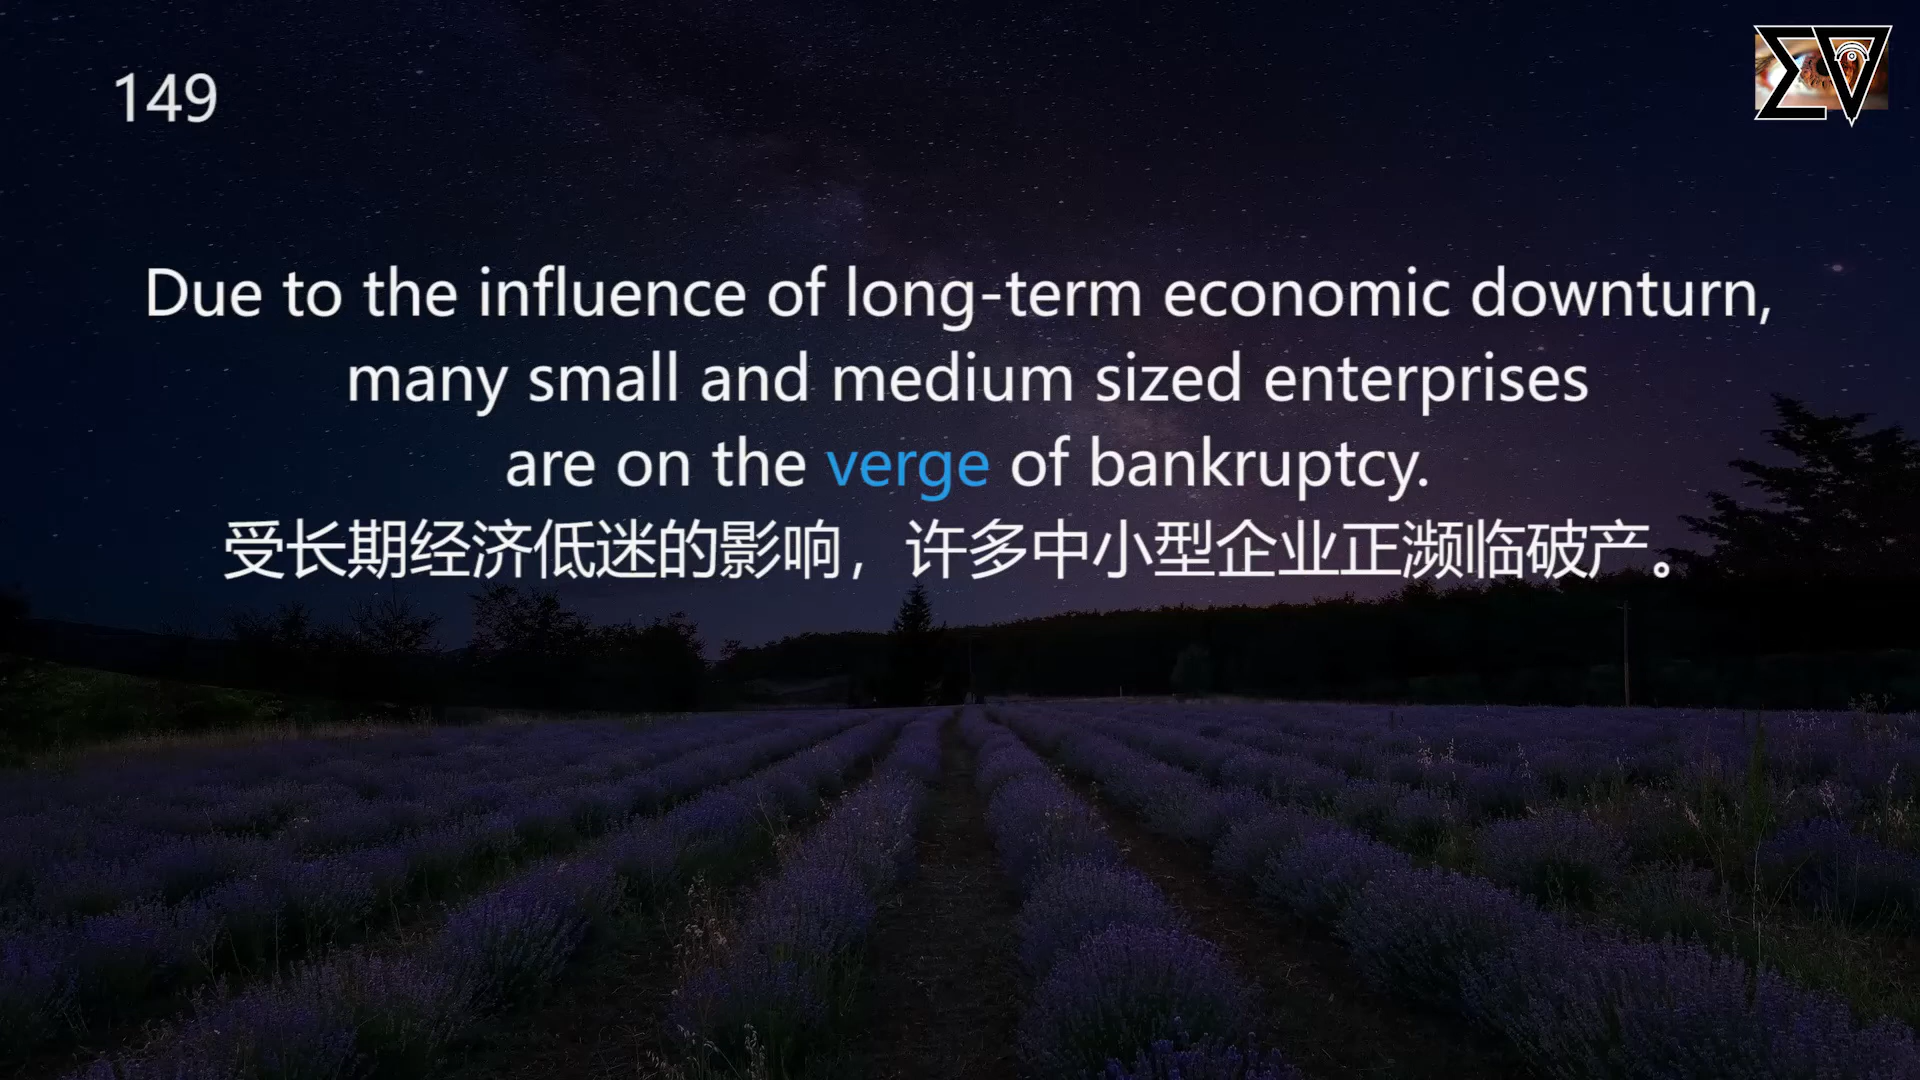 149
Due to the influence of long-term economic downturn,
many small and medium sized enterprises
are on the verge of bankruptcy.
受长期经济低迷的影响，许多中小型企业正濒临破产。